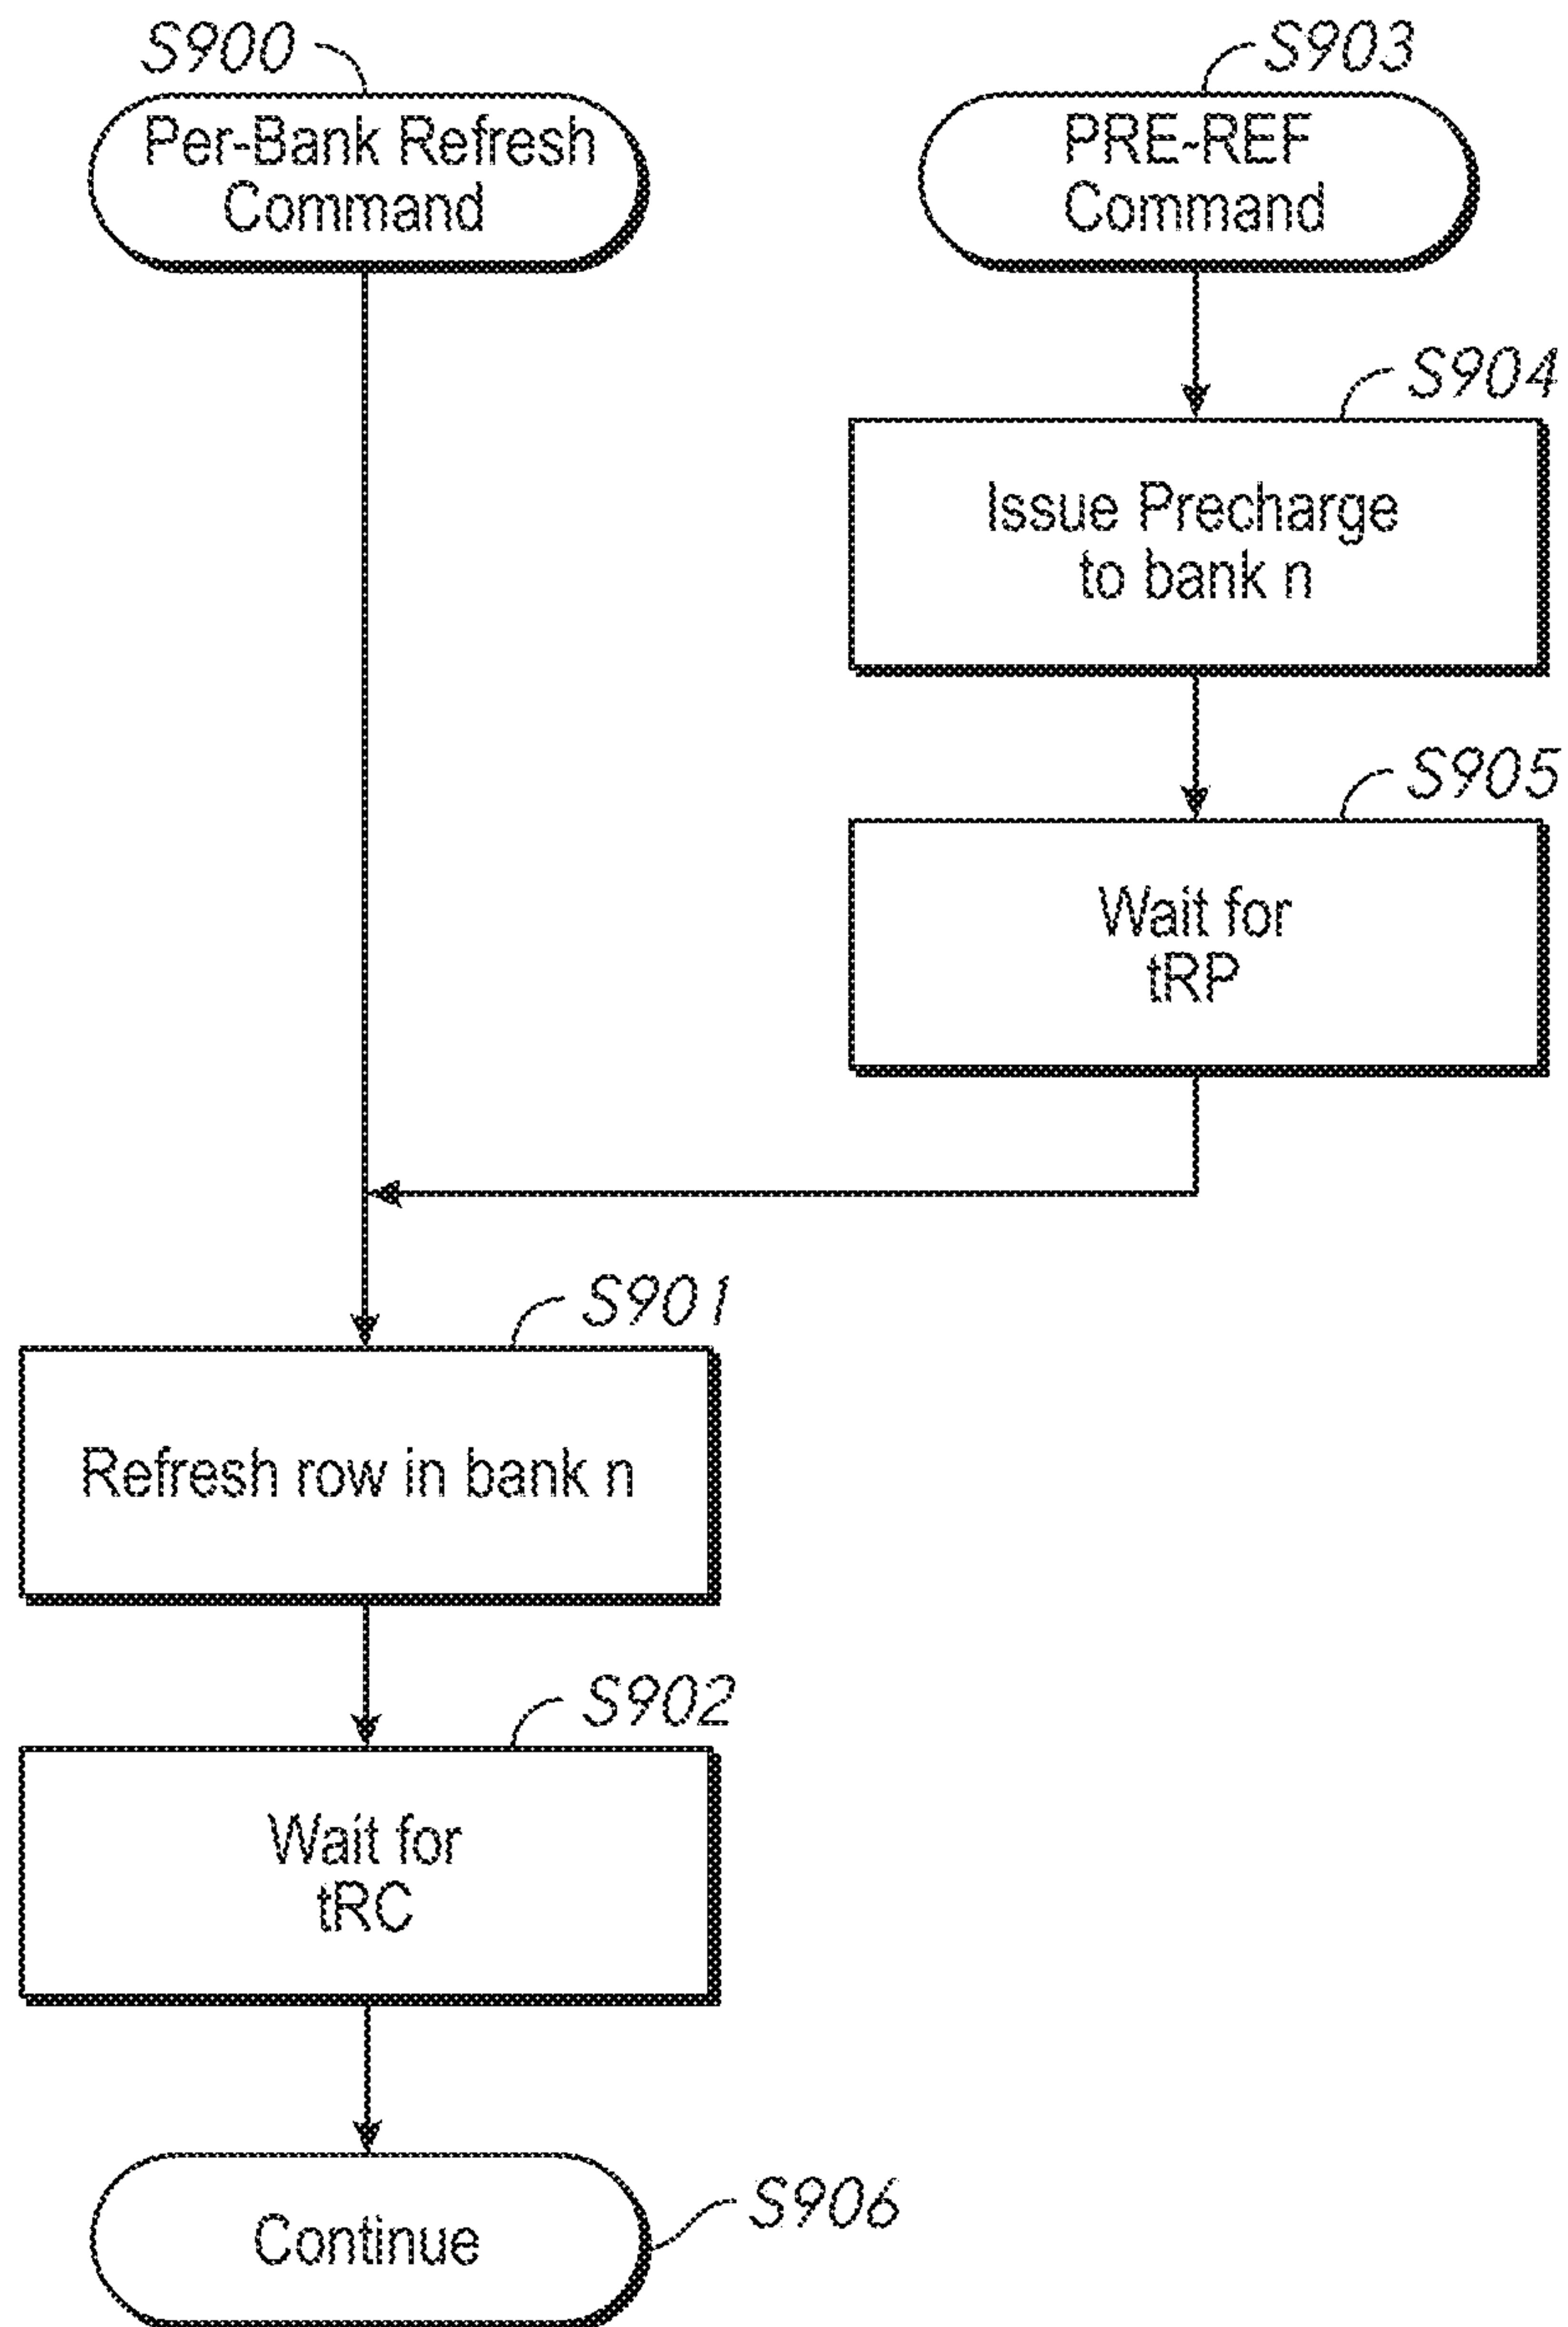 S900
Per-Bank Refresh
Command
S903
PRE-REF
Command
S904
Issue Precharge
to bank n
S905
Wait for
tRP
S901
Refresh row in bank n
S902
Wait for
tRC
Continue
S906